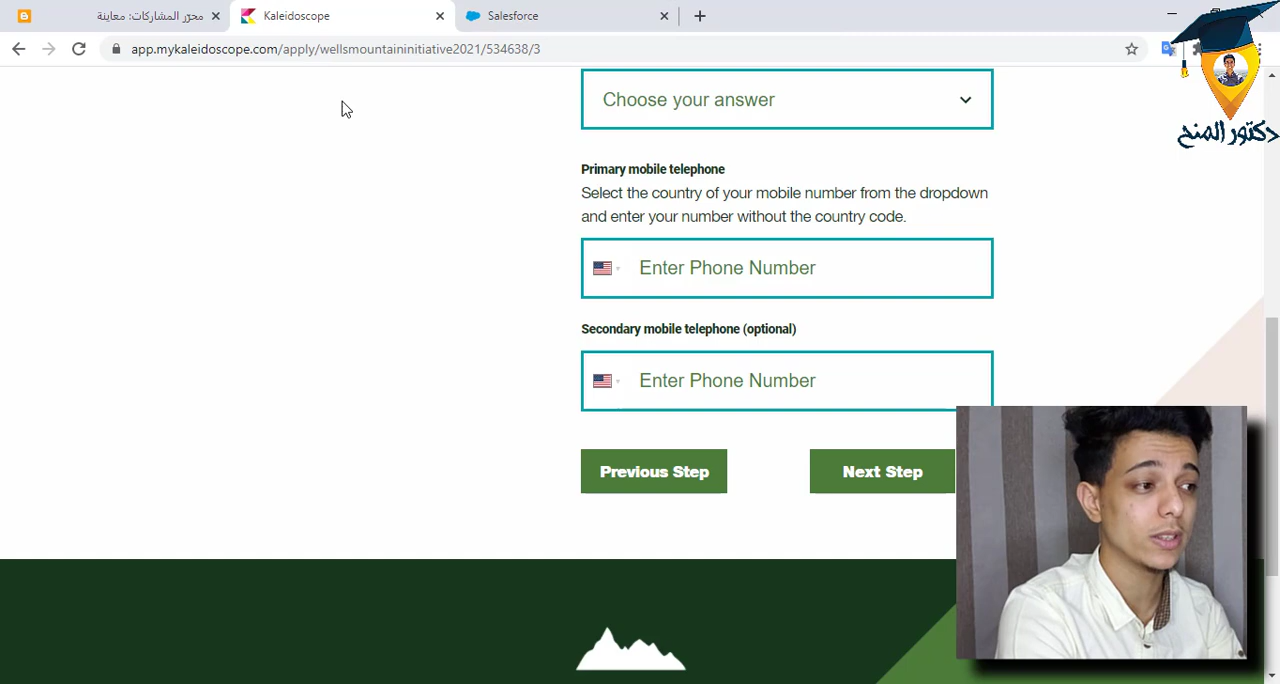 محرّر المشاركات: معاينة
Kaleidoscope
Salesforce
app.mykaleidoscope.com/apply/wellsmountaininitiative2021/534638/3
دكتور المنح
Choose your answer
Primary mobile telephone
Select the country of your mobile number from the dropdown
and enter your number without the country code.
Enter Phone Number
Secondary mobile telephone (optional)
Enter Phone Number
Previous Step
Next Step